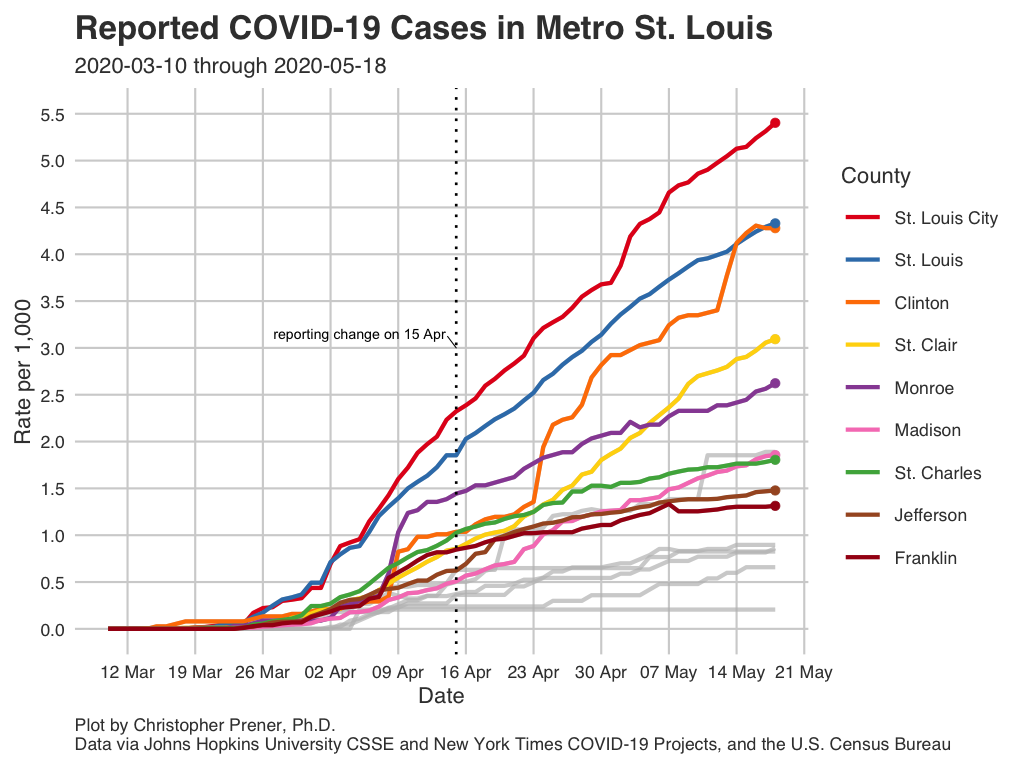 Reported COVID-19 Cases in Metro St. Louis
2020-03-10 through 2020-05-18
Rate per 1,000
5.5
5.0
4.5
4.0
3.5
3.0
2.5
2.0
1.5
1.0
0.5
0.0
reporting change on 15 Apr
12 Mar 19 Mar 26 Mar 02 Apr 09 Apr 16 Apr 23 Apr 30 Apr 07 May 14 May 21 May
Date
County
St. Louis City
St. Louis
Clinton
St. Clair
Monroe
Madison
St. Charles
Jefferson
Franklin
Plot by Christopher Prener, Ph.D.
Data via Johns Hopkins University CSSE and New York Times COVID-19 Projects, and the U.S. Census Bureau